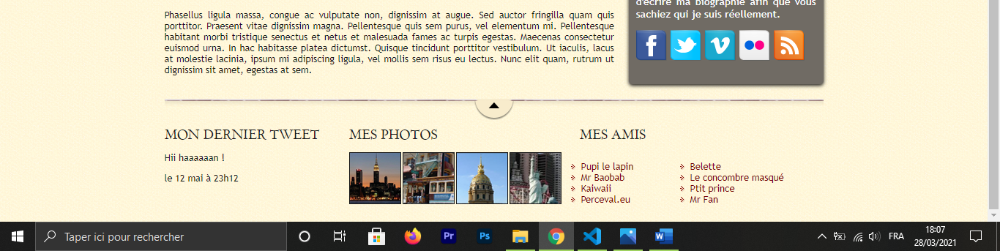 d'écrire ma biographie afin que vous
sachiez qui je suis réellement.
Phasellus ligula massa, congue ac vulputate non, dignissim at augue. Sed auctor fringilla quam quis
porttitor. Praesent vitae dignissim magna. Pellentesque quis sem purus, vel elementum mi. Pellentesque
habitant morbi tristique senectus et netus et malesuada fames ac turpis egestas. Maecenas consectetur
euismod urna. In hac habitasse platea dictumst. Quisque tincidunt porttitor vestibulum. Ut iaculis, lacus
at molestie lacinia, ipsum mi adipiscing ligula, vel mollis sem risus eu lectus. Nunc elit quam, rutrum ut
dignissim sit amet, egestas at sem.
MON DERNIER TWEET
Hii haaaaaan !
le 12 mai à 23h12
MES PHOTOS
MES AMIS
Pupi le lapin
Mr Baobab
Kaiwaii
Perceval.eu
Belette
Le concombre masqué
Ptit prince
Mr Fan
Taper ici pour rechercher
Pr
Ps
W
FRA
18:07
28/03/2021